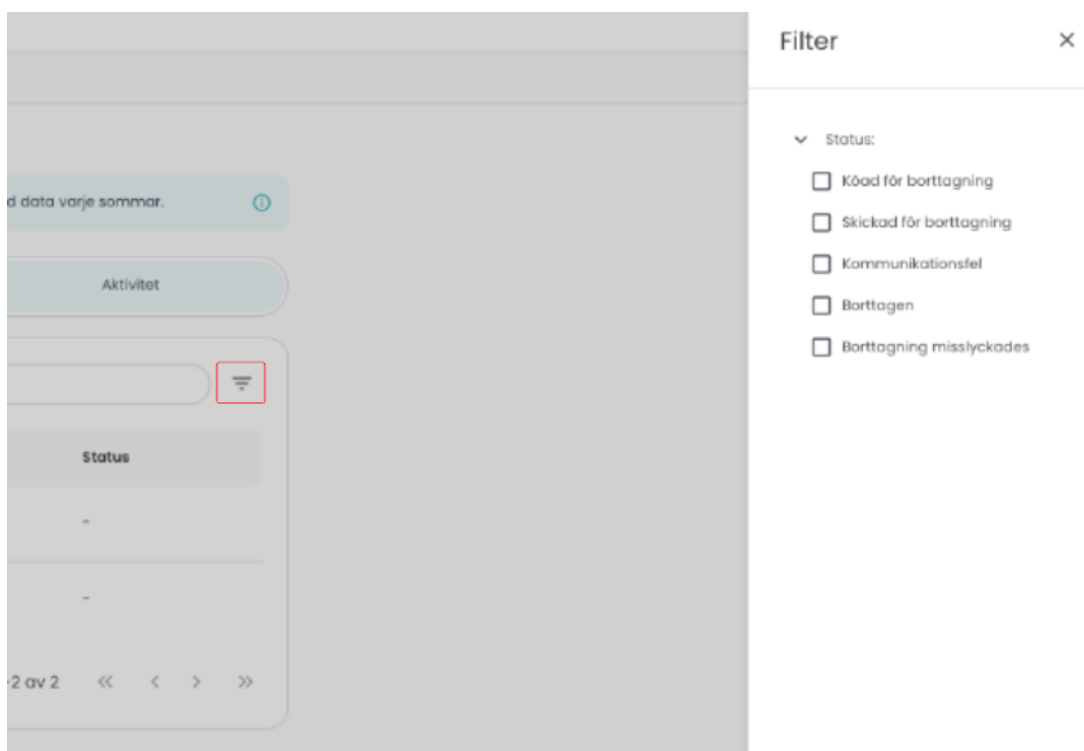 Filter
Status:
Köad för borttagning
Skickad för borttagning
Kommunikationsfel
Borttagen
Borttagning misslyckades
d data varje sommar.
Aktivitet
Status
-
-
-2 av 2